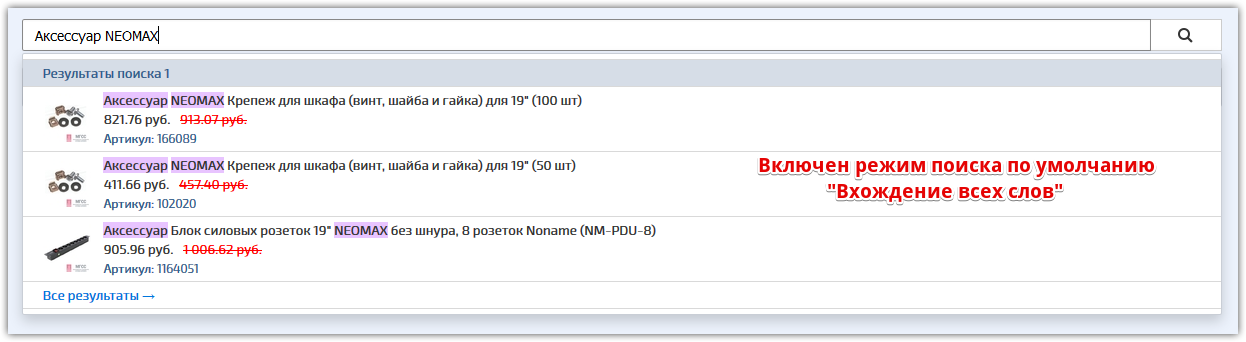 Аксессуар NEOMAX
Результаты поиска 1
Аксессуар NEOMAX Крепеж для шкафа (винт, шайба и гайка) для 19" (100 шт)
821.76 руб. 913.07 руб.
Артикул: 166089
Аксессуар NEOMAX Крепеж для шкафа (винт, шайба и гайка) для 19" (50 шт)
411.66 руб. 457.40 руб.
Артикул: 102020
Включен режим поиска по умолчанию
"Вхождение всех слов"
Аксессуар Блок силовых розеток 19" NEOMAX без шнура, 8 розеток Noname (NM-PDU-8)
905.96 руб. 1 006.62 руб.
Артикул: 1164051
Все результаты →